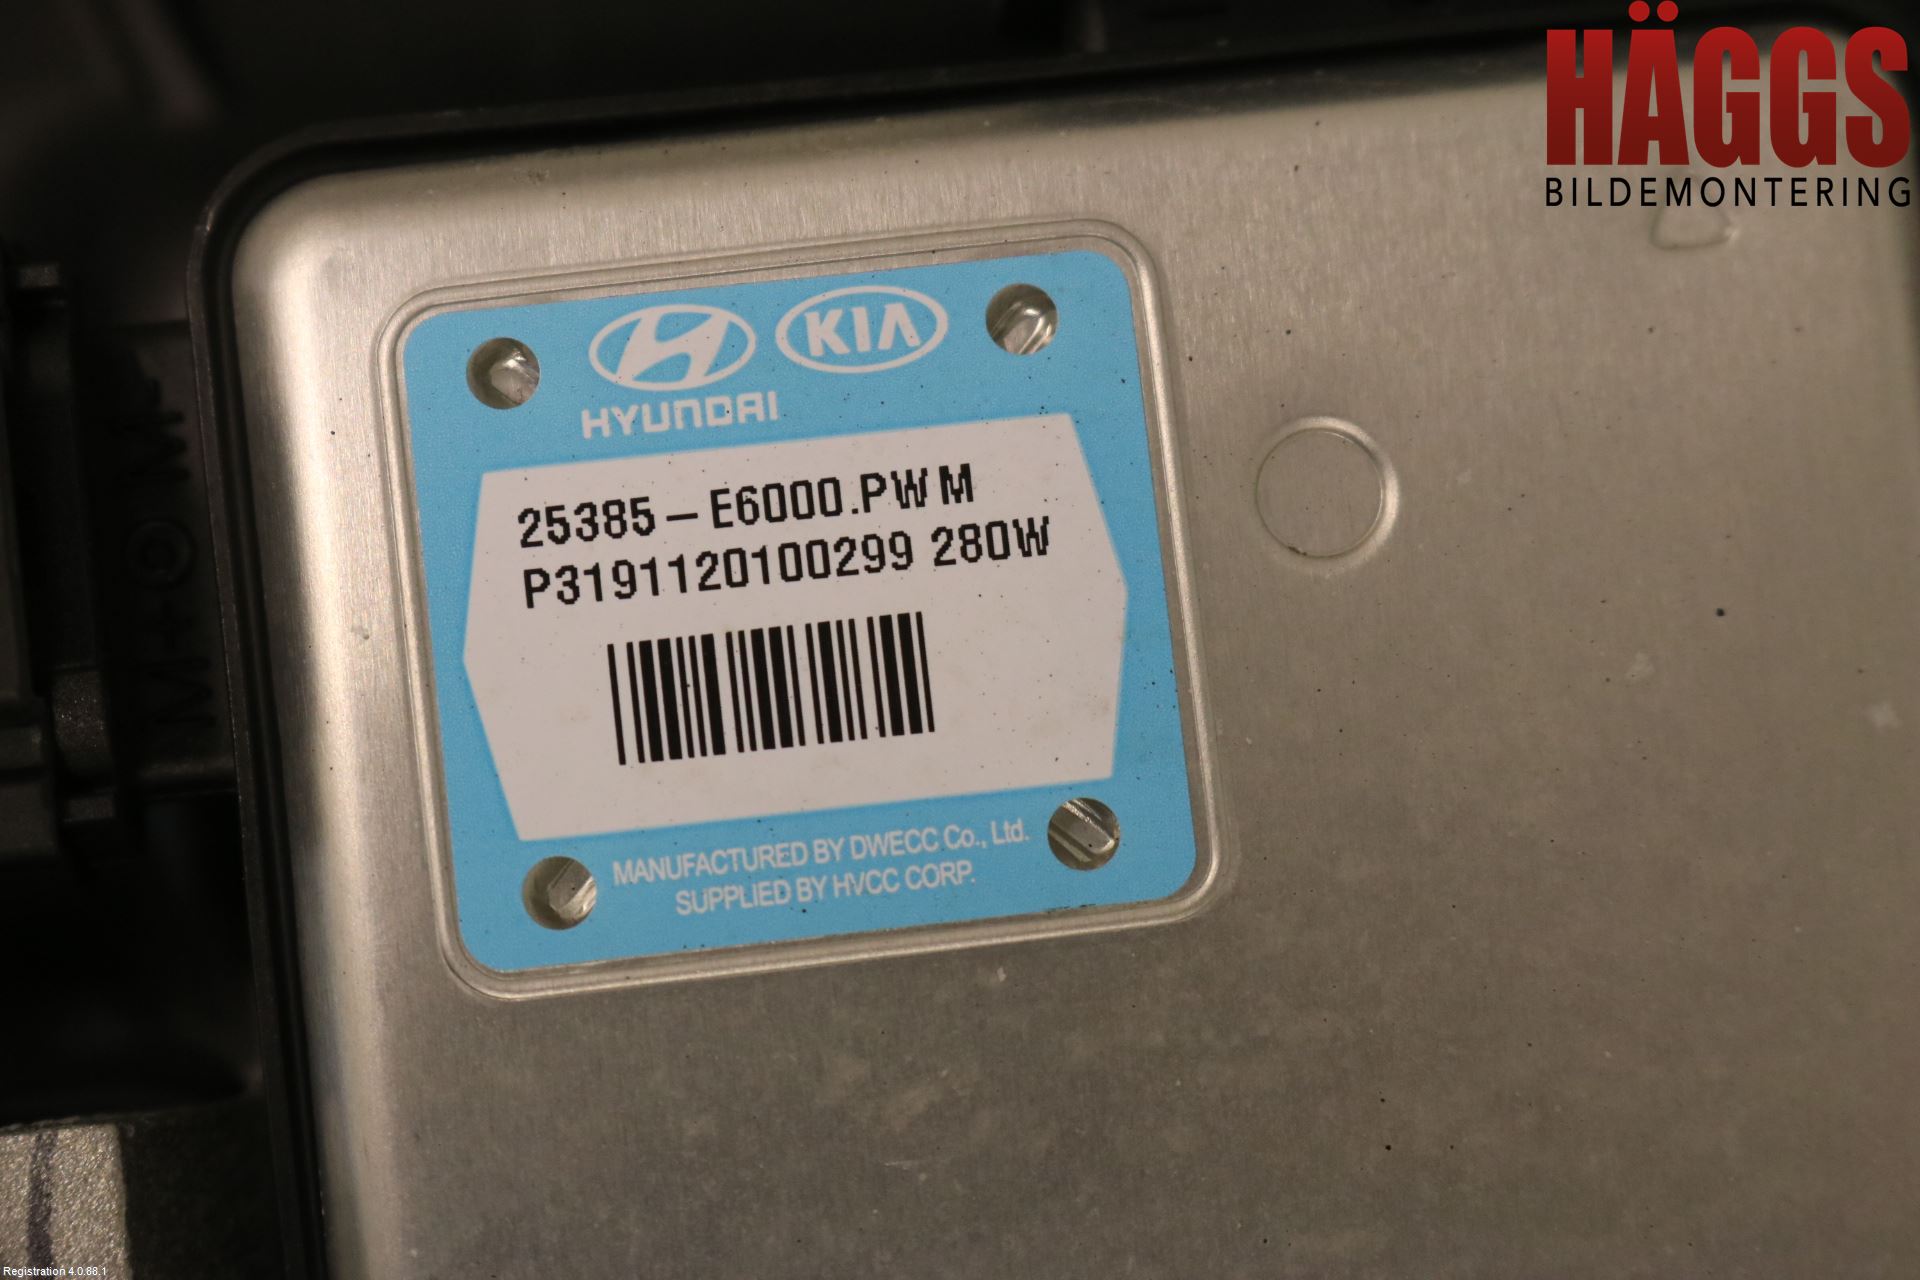 HÄGGS
BILDEMONTERING
KIA
HYUNDAI
25385-E6000.PWM
P3191120100299 280W
MANUFACTURED BY DWECC Co., Ltd.
SUPPLIED BY HVCC CORP.
Registration 4.0.88.1